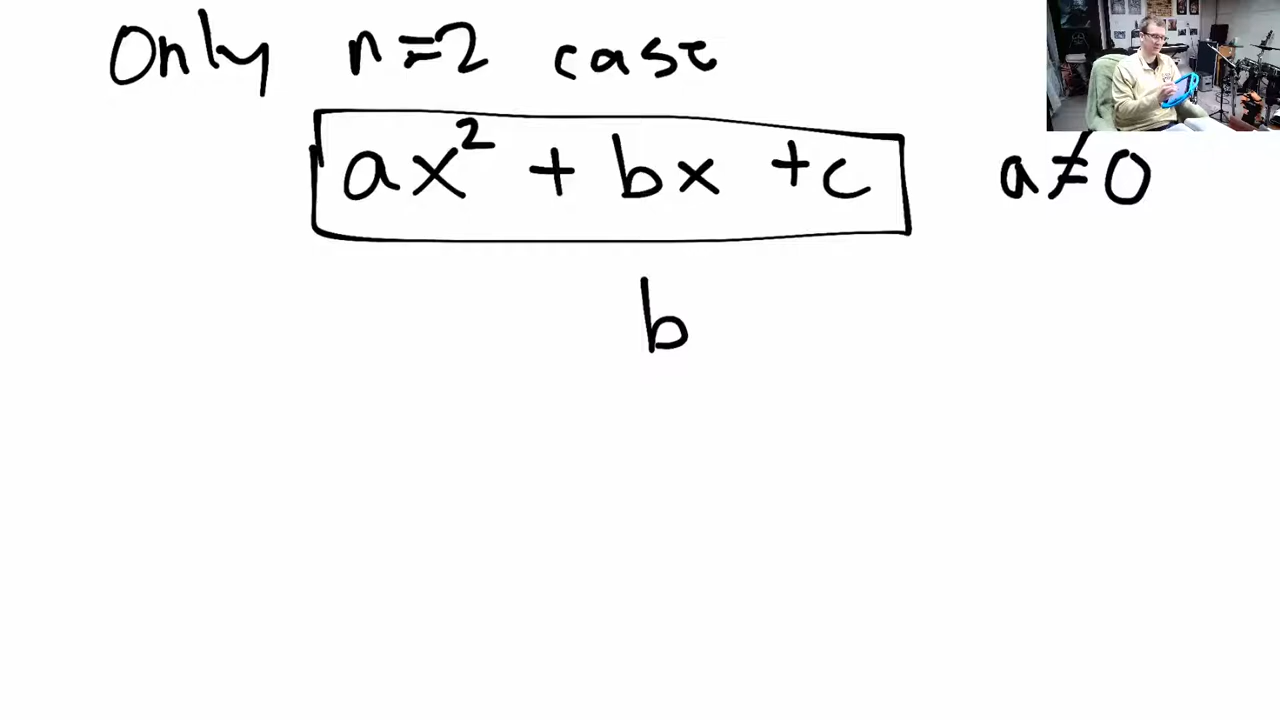 Only n=2 case
ax² + bx + c a≠0
b